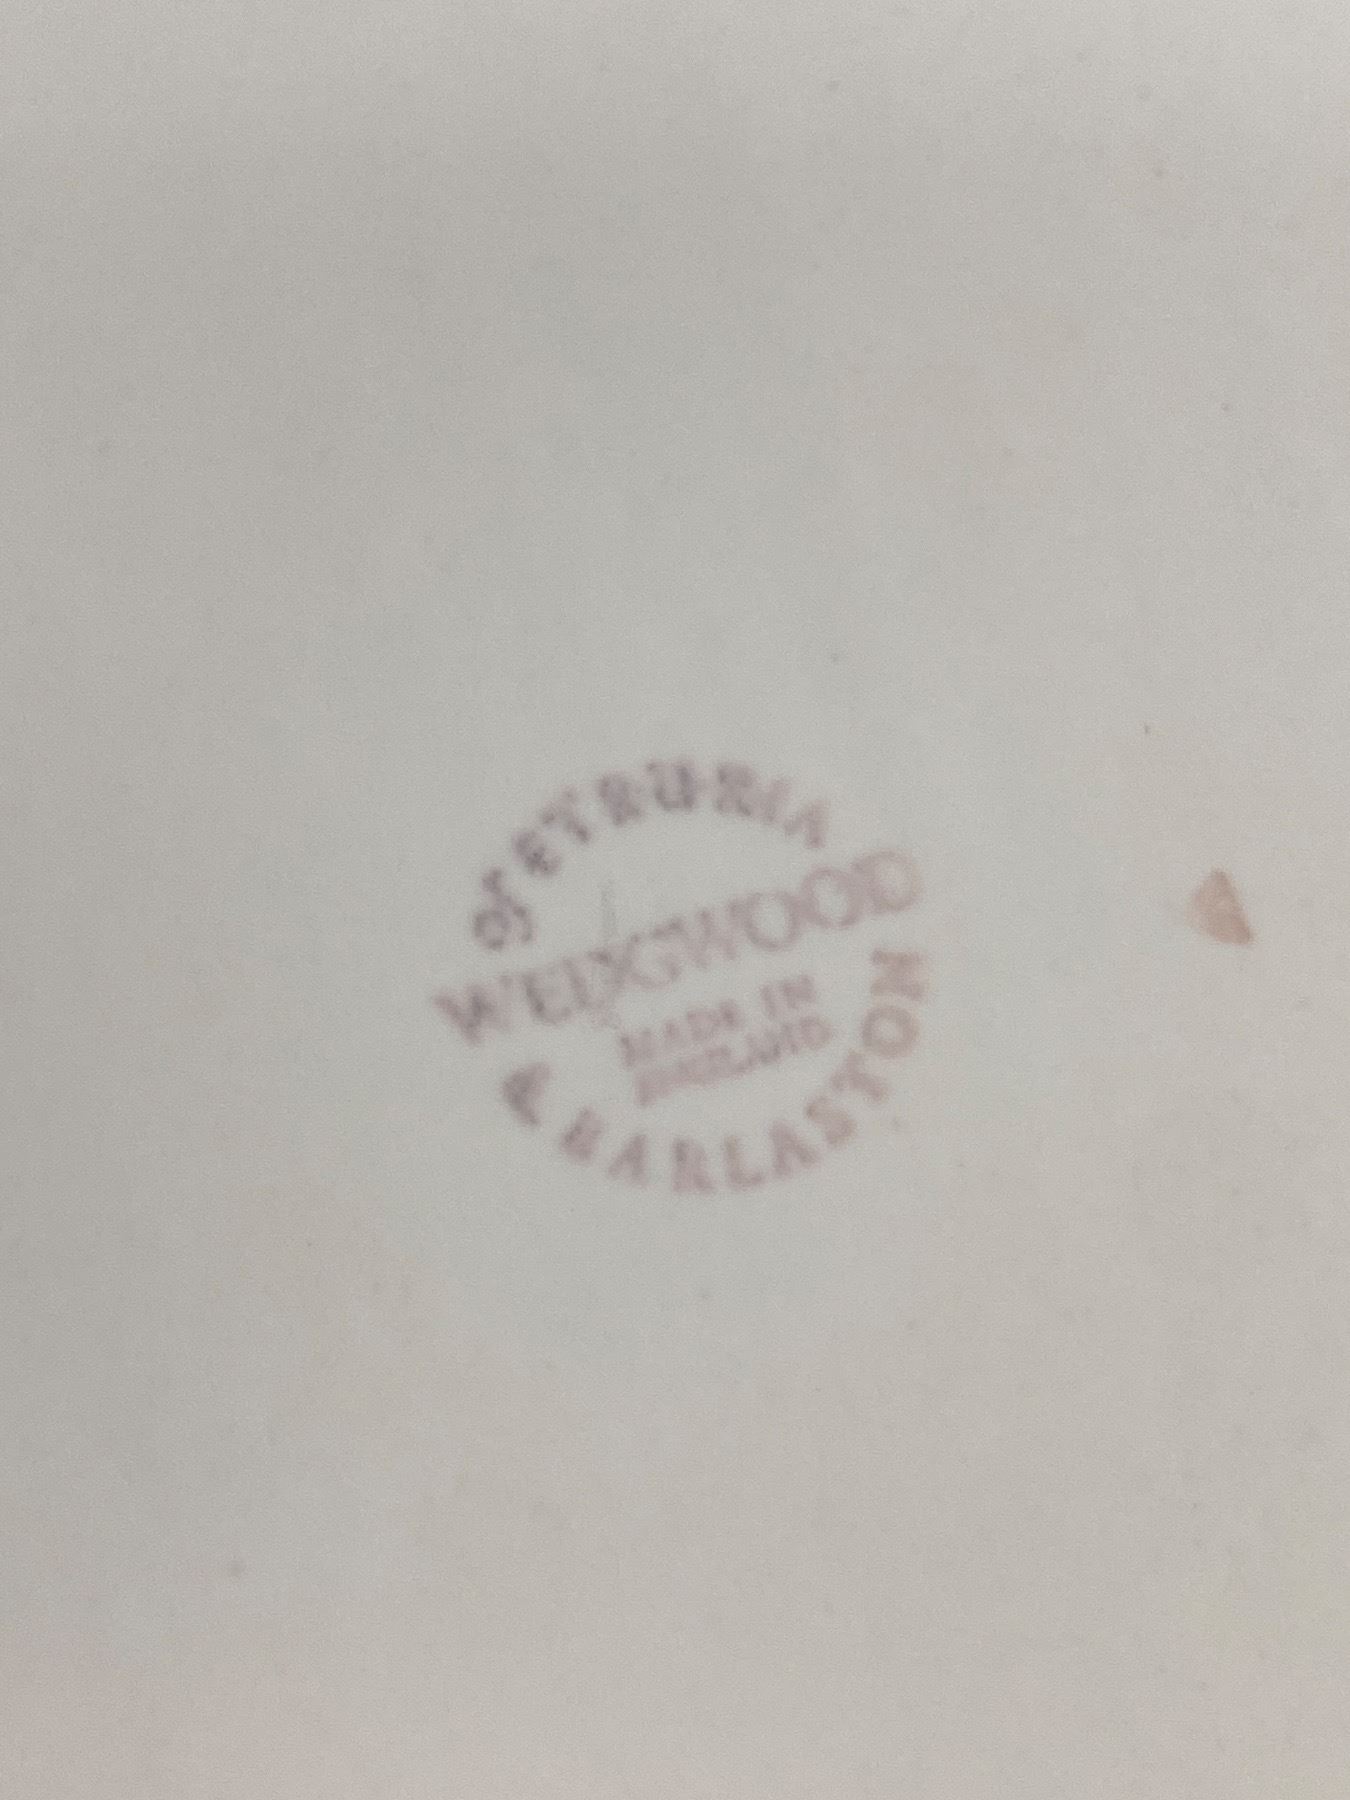 of ETRURIA
WEDGWOOD
MADE IN
ENGLAND
& BARLASTON